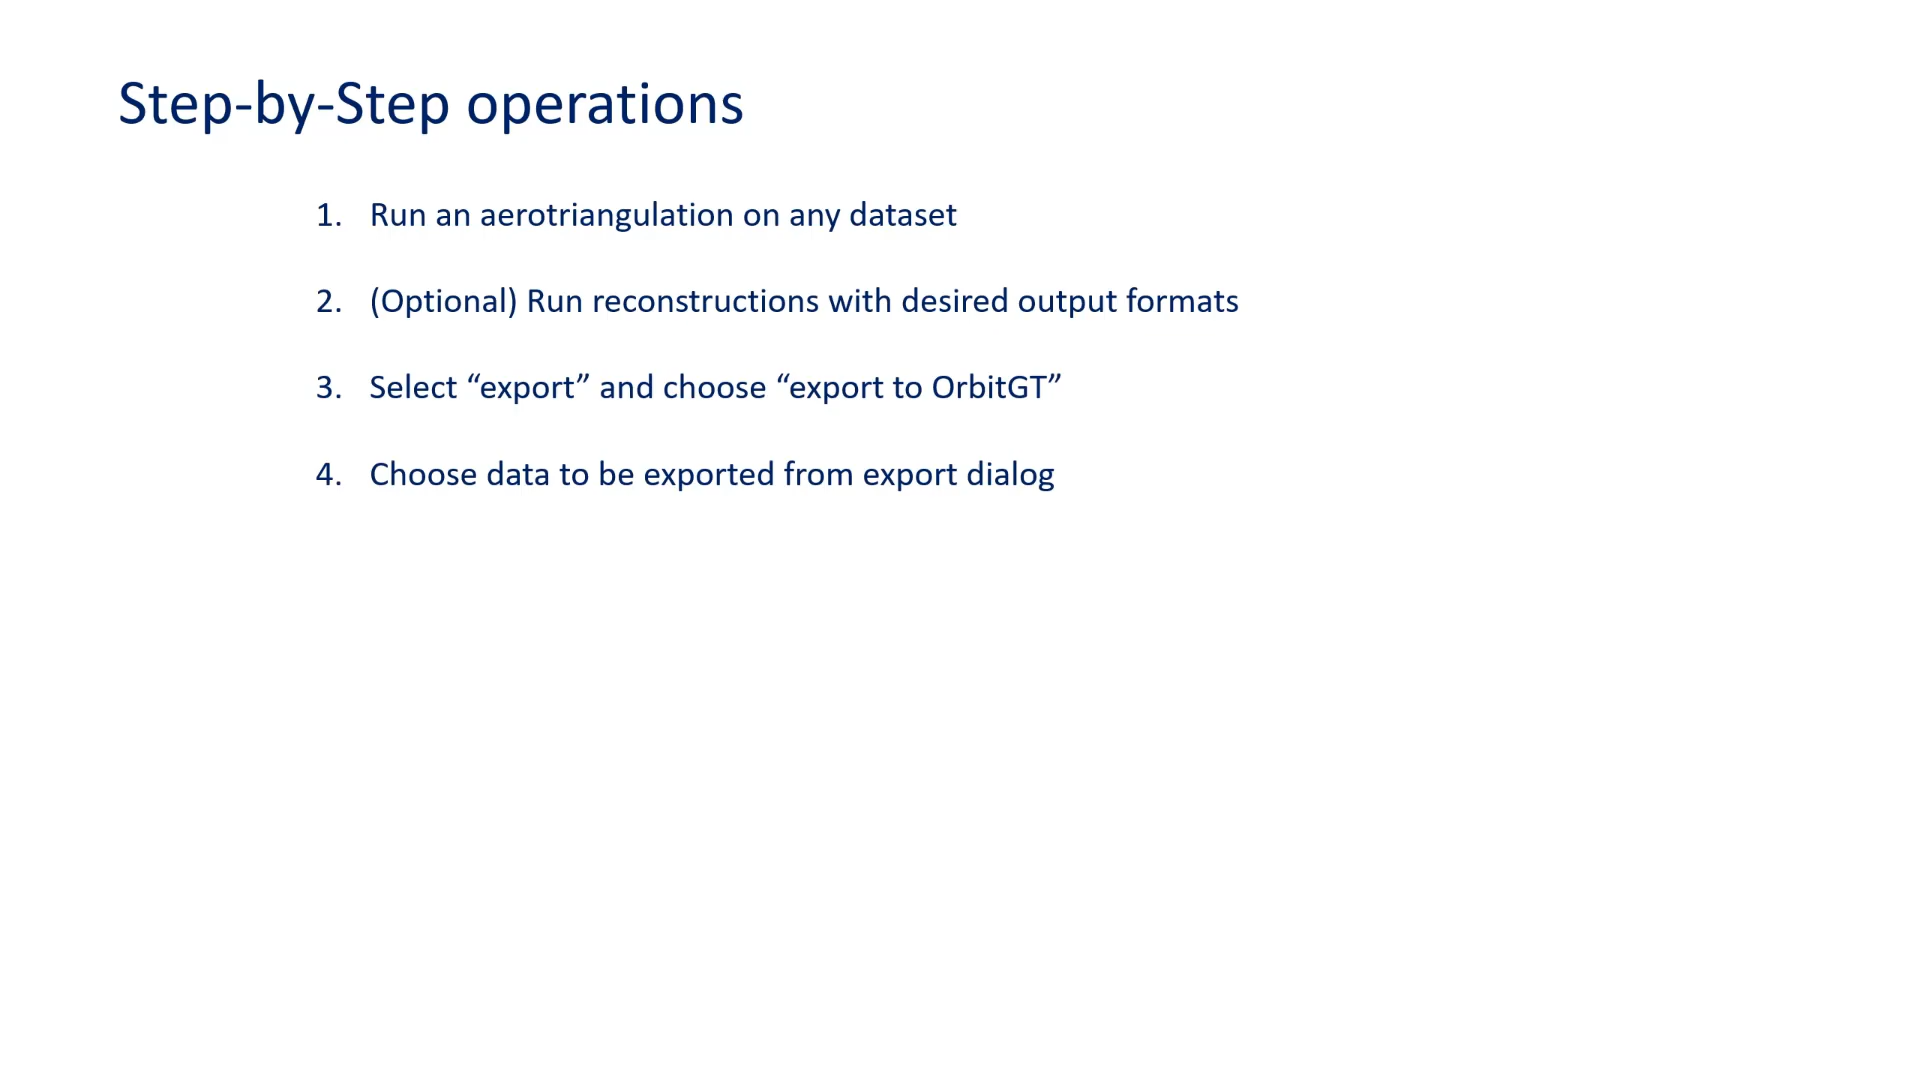 Step-by-Step operations
1. Run an aerotriangulation on any dataset
2. (Optional) Run reconstructions with desired output formats
3. Select “export” and choose “export to OrbitGT”
4. Choose data to be exported from export dialog